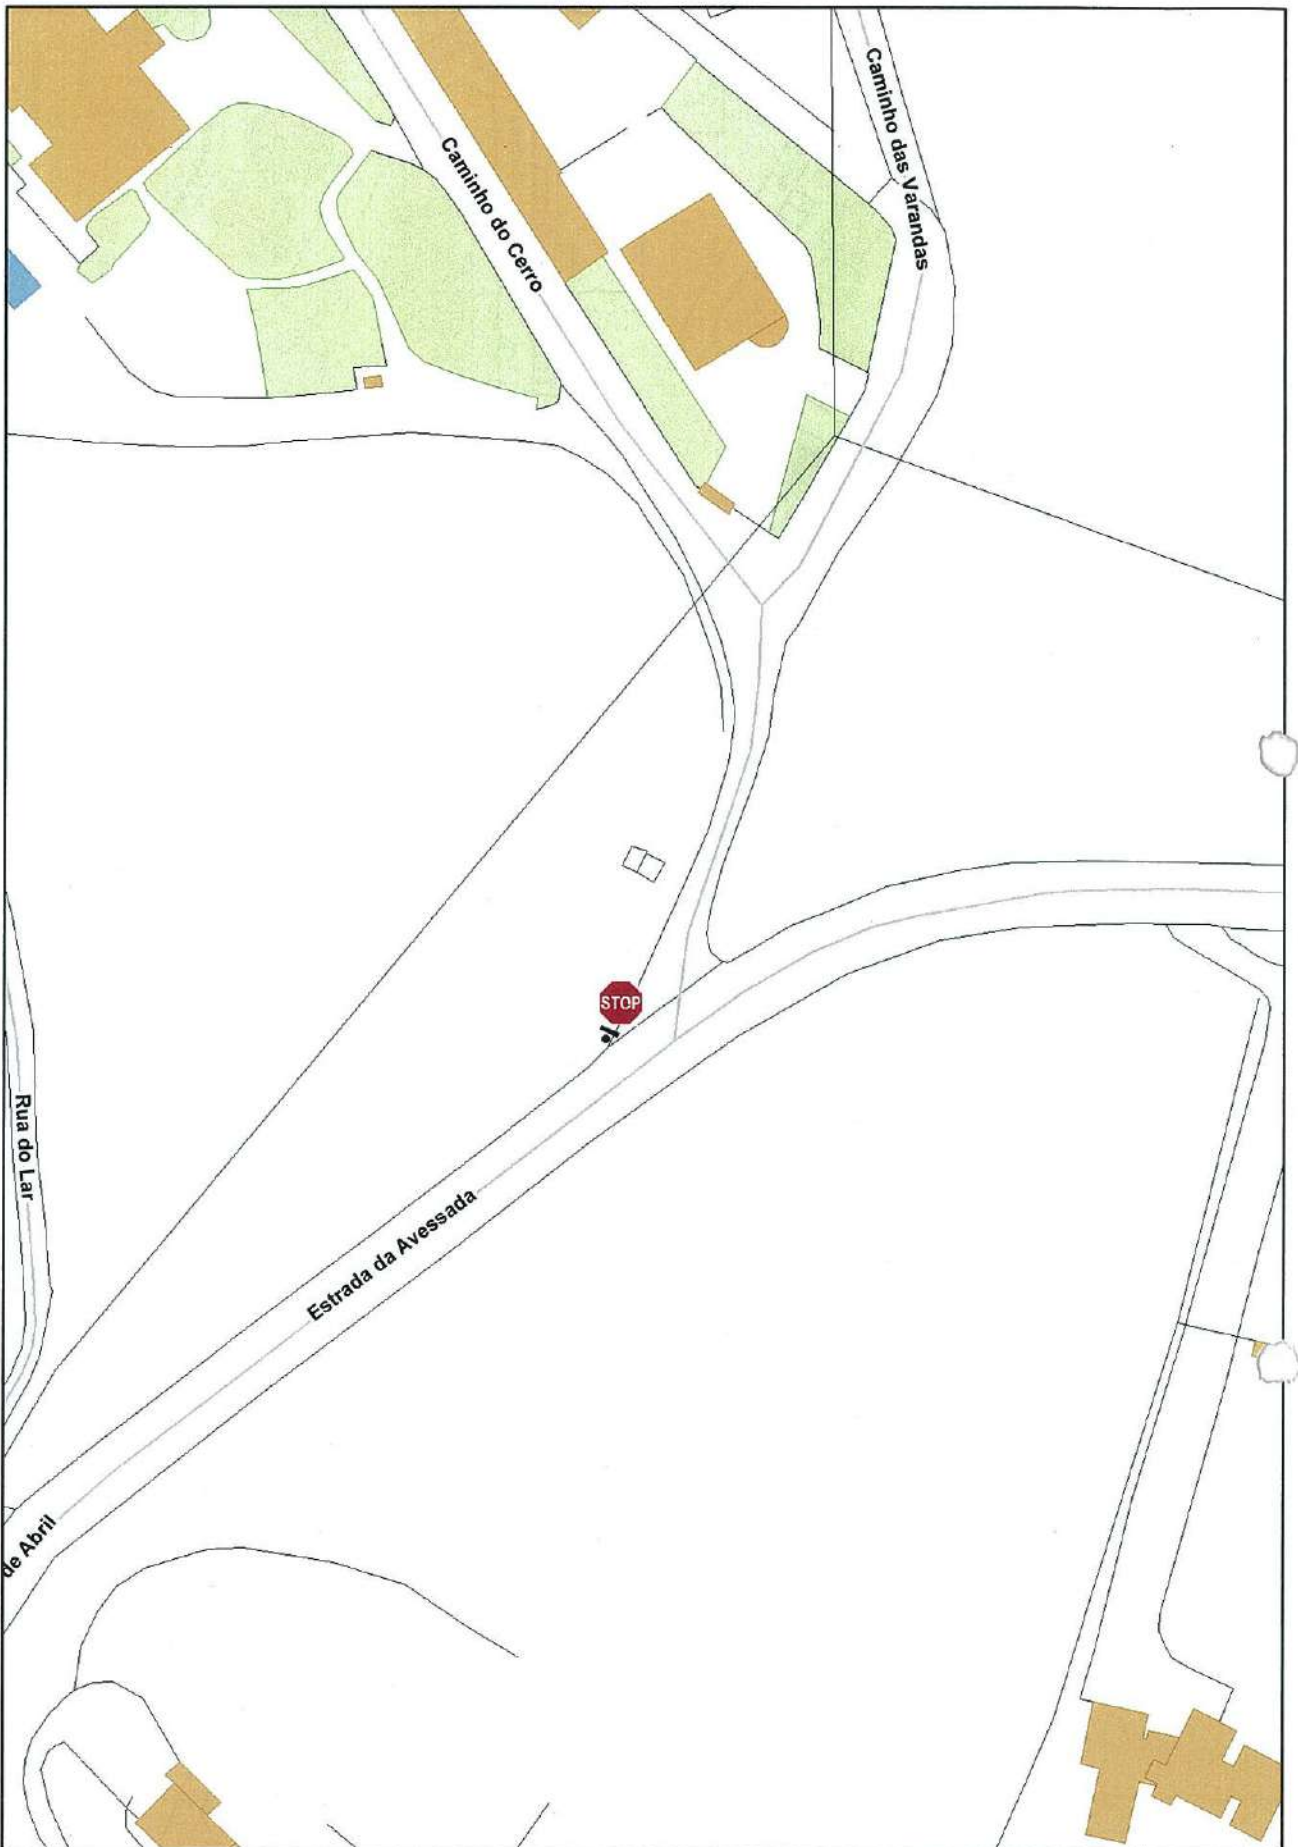 Caminho das Varandas
Caminho do Cerro
STOP
Rua do Lar
Estrada da Avessada
de Abril